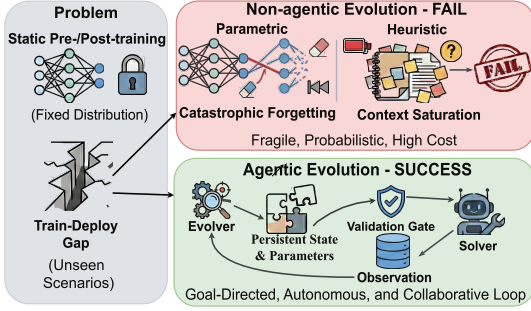 Problem
Static Pre-/Post-training
(Fixed Distribution)
Train-Deploy
Gap
(Unseen
Scenarios)
Non-agentic Evolution - FAIL
Parametric
Heuristic
?
FAIL
Catastrophic Forgetting
Context Saturation
Fragile, Probabilistic, High Cost
Agentic Evolution - SUCCESS
Evolver
Persistent State
& Parameters
Validation Gate
Solver
Observation
Goal-Directed, Autonomous, and Collaborative Loop